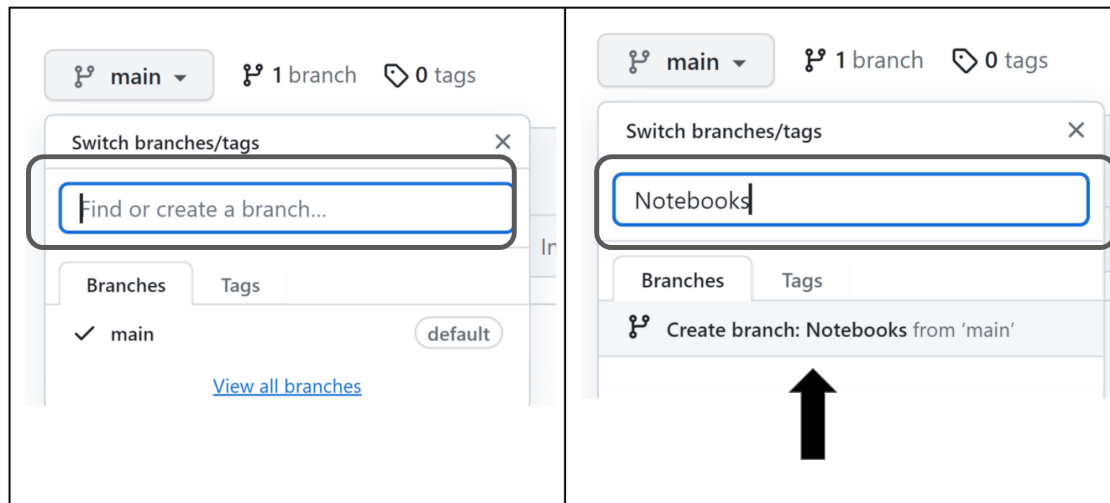 main
1 branch
0 tags
Switch branches/tags
Find or create a branch...
In
Branches
Tags
main
default
View all branches
main
1 branch
0 tags
Switch branches/tags
Notebooks
Branches
Tags
Create branch: Notebooks from ‘main’